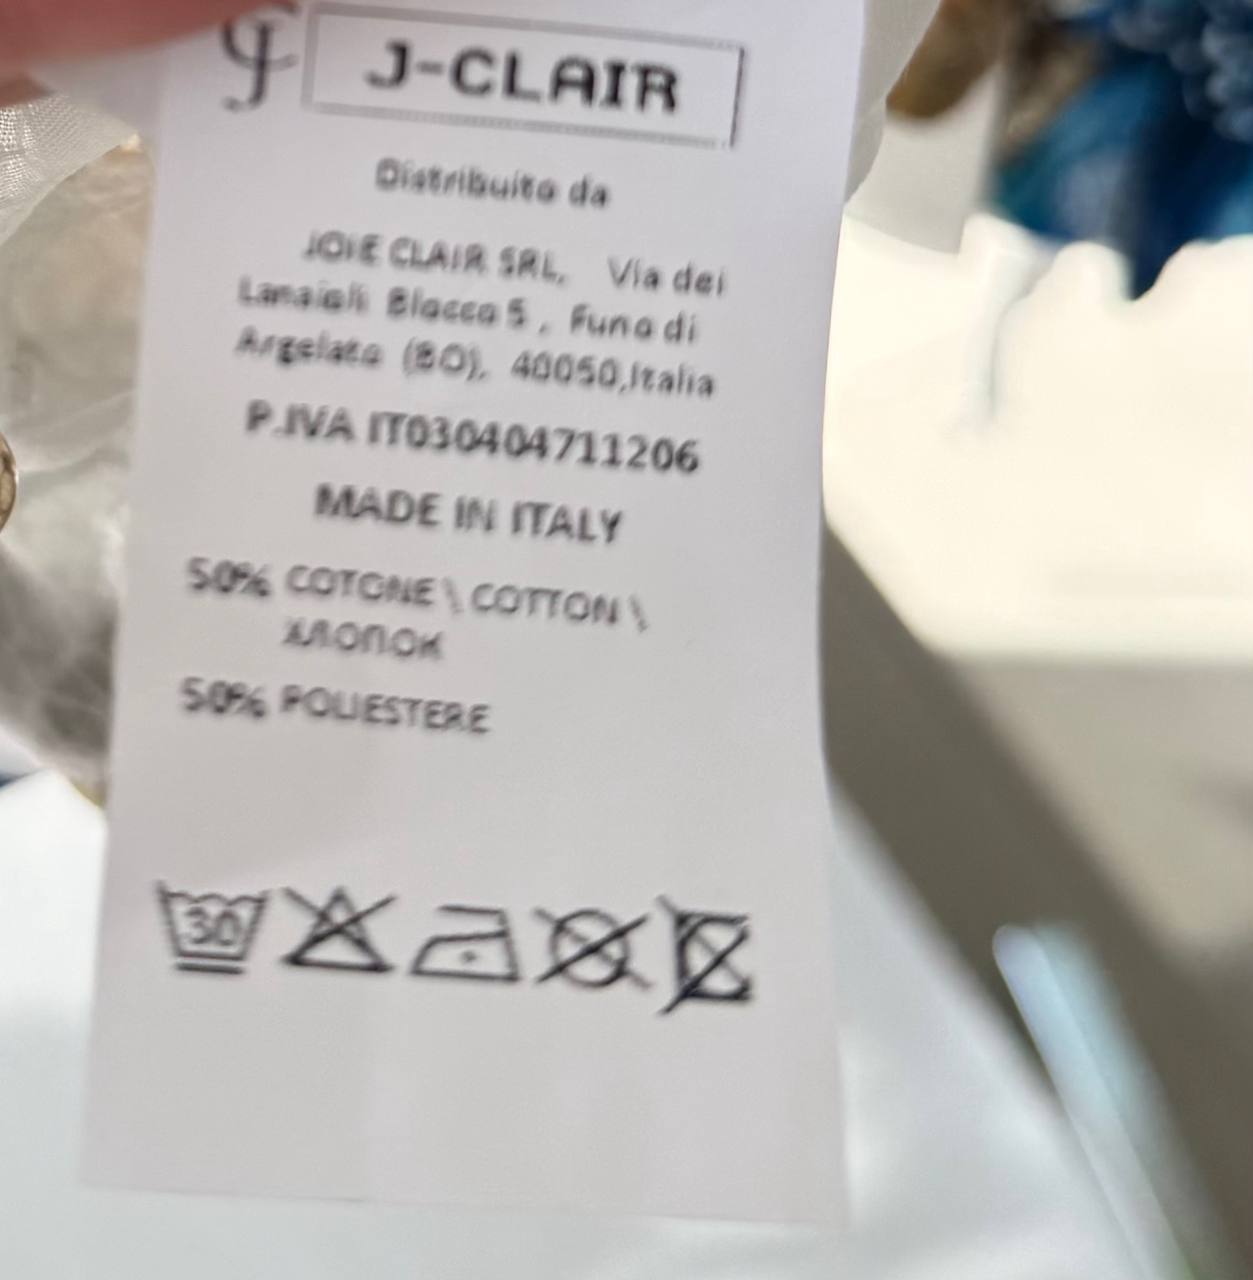 J-CLAIR
Distribuito da
JOIE CLAIR SRL, Via dei
Lanaioli Blocco 5 , Funo di
Argelato (BO), 40050,Italia
P.IVA IT030404711206
MADE IN ITALY
50% COTONE \ COTTON \
ХЛОПОК
50% POLIESTERE
30